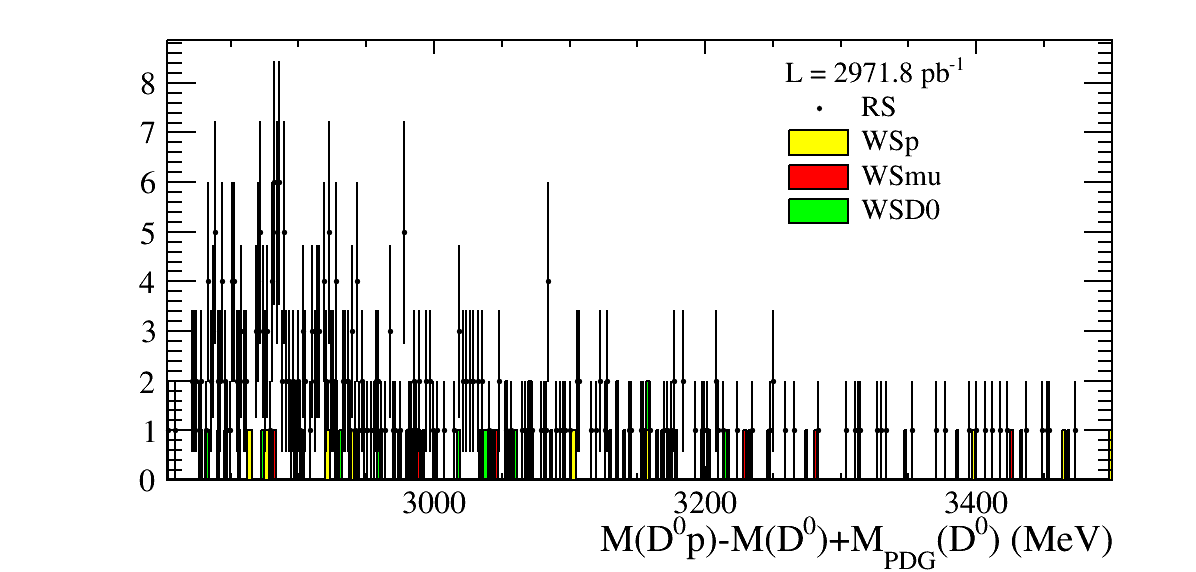 L = 2971.8 pb-1
RS
WSp
WSmu
WSD0
8
7
6
5
4
3
2
1
0
3000 3200 3400
M(D0p)-M(D0)+MPDG(D0) (MeV)